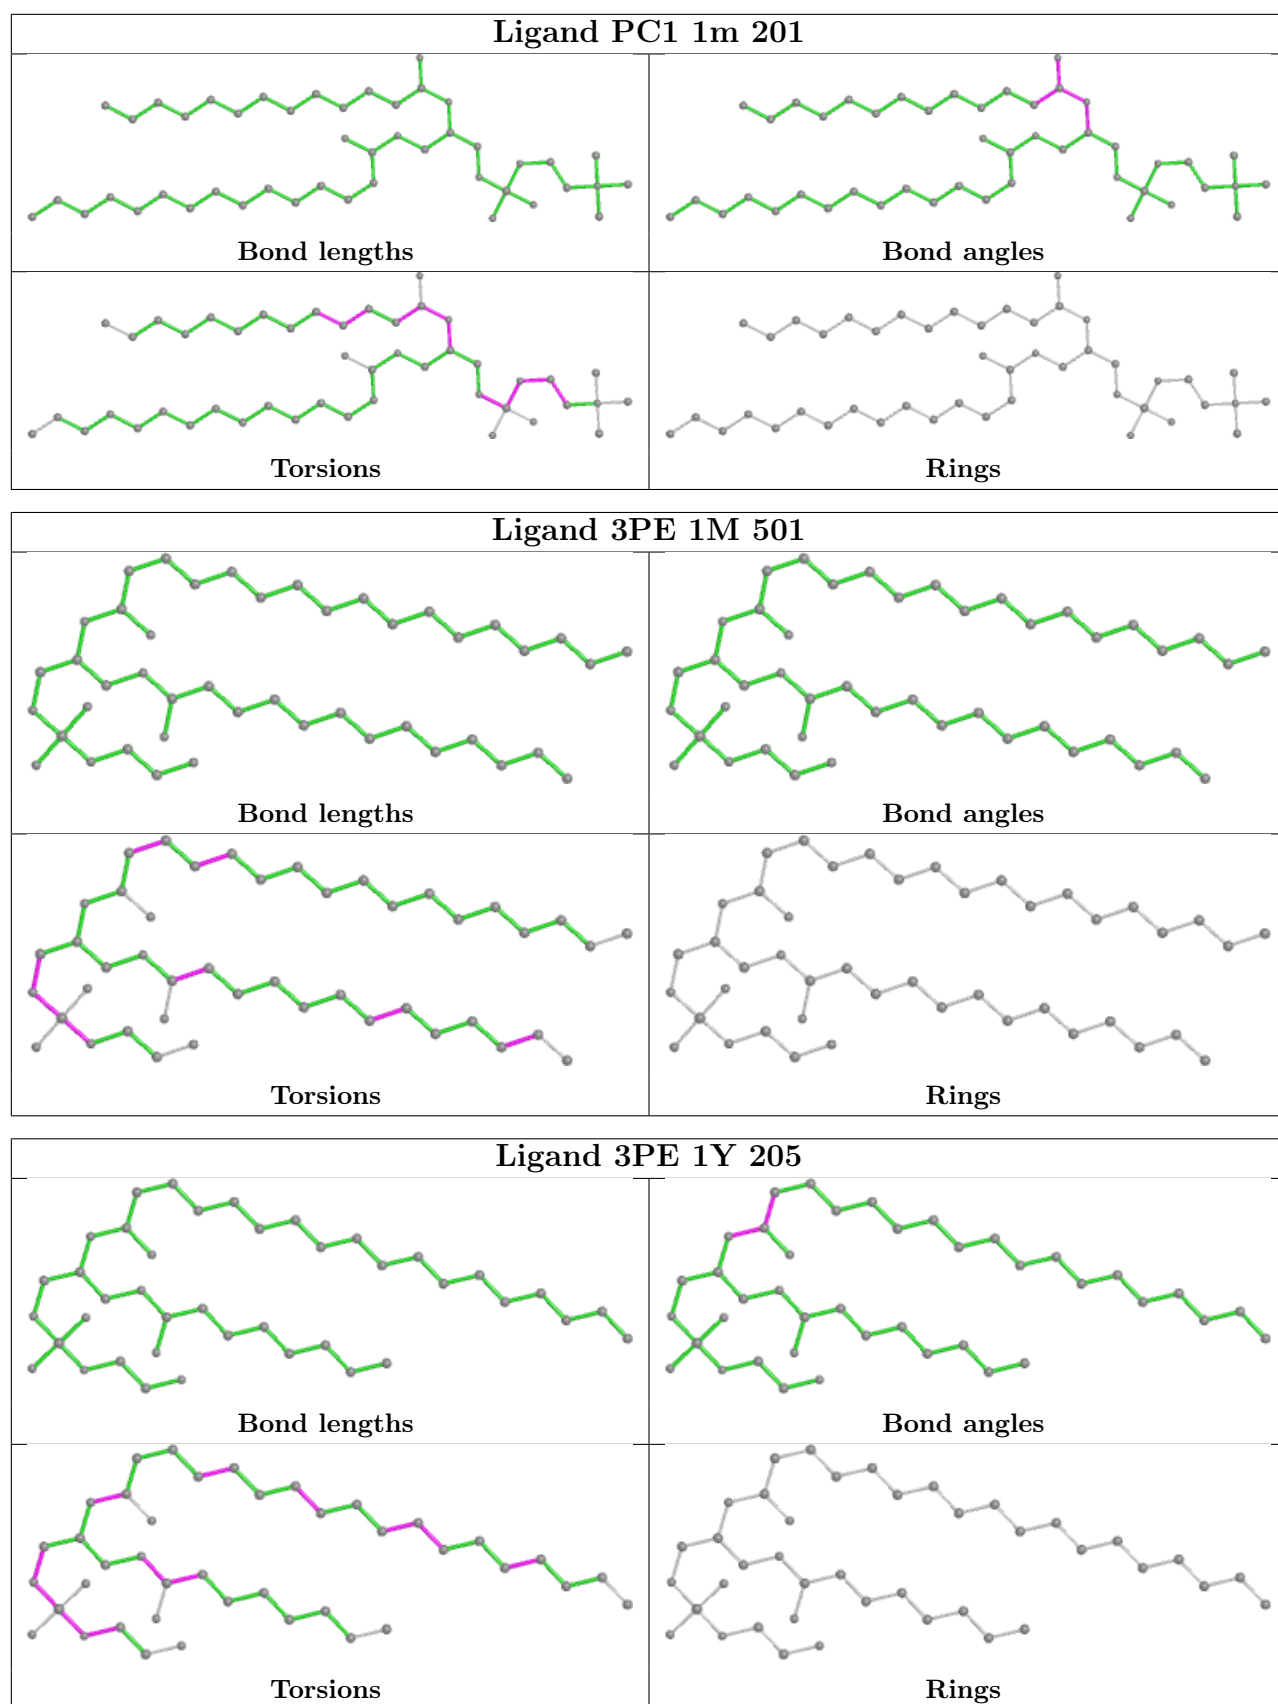 Ligand PC1 1m 201
Bond lengths
Bond angles
Torsions
Rings
Ligand 3PE 1M 501
Bond lengths
Bond angles
Torsions
Rings
Ligand 3PE 1Y 205
Bond lengths
Bond angles
Torsions
Rings